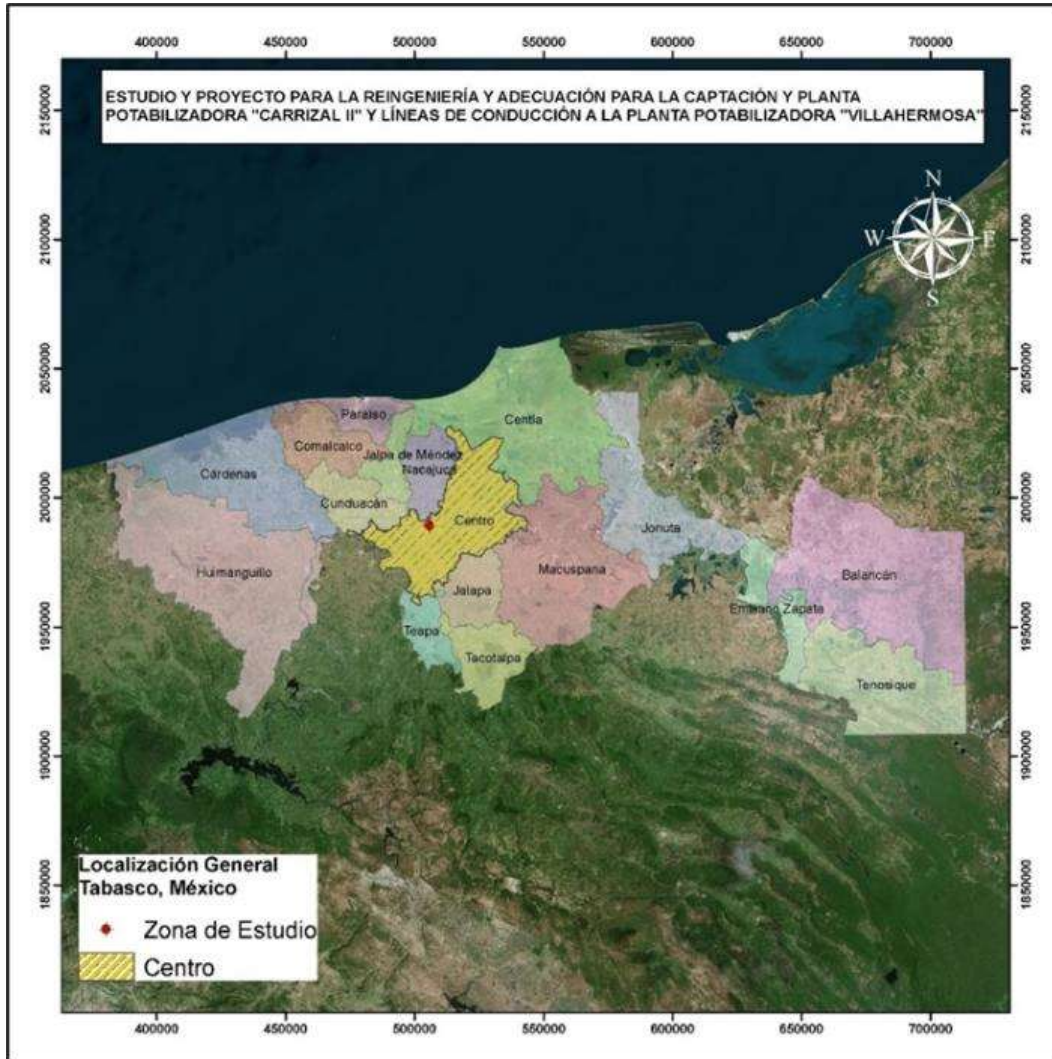 400000 450000 500000 550000 600000 650000 700000
ESTUDIO Y PROYECTO PARA LA REINGENIERÍA Y ADECUACIÓN PARA LA CAPTACIÓN Y PLANTA
POTABILIZADORA "CARRIZAL II" Y LÍNEAS DE CONDUCCIÓN A LA PLANTA POTABILIZADORA "VILLAHERMOSA"
2150000 2150000
N
W
S
2100000 2100000
2050000 2050000
Paraiso
Centla
Comalcalco
Jalpa de Méndez
Nacajuca
Cárdenas
Cunduacán
2000000 2000000
Centro
Jonuta
Huimanguillo
Macuspana
Balancán
Jalapa
Emiliano Zapata
1950000 1950000
Teapa
Tacotalpa
Tenosique
1900000 1900000
Localización General
Tabasco, México
1850000 1850000
Zona de Estudio
Centro
400000 450000 500000 550000 600000 650000 700000